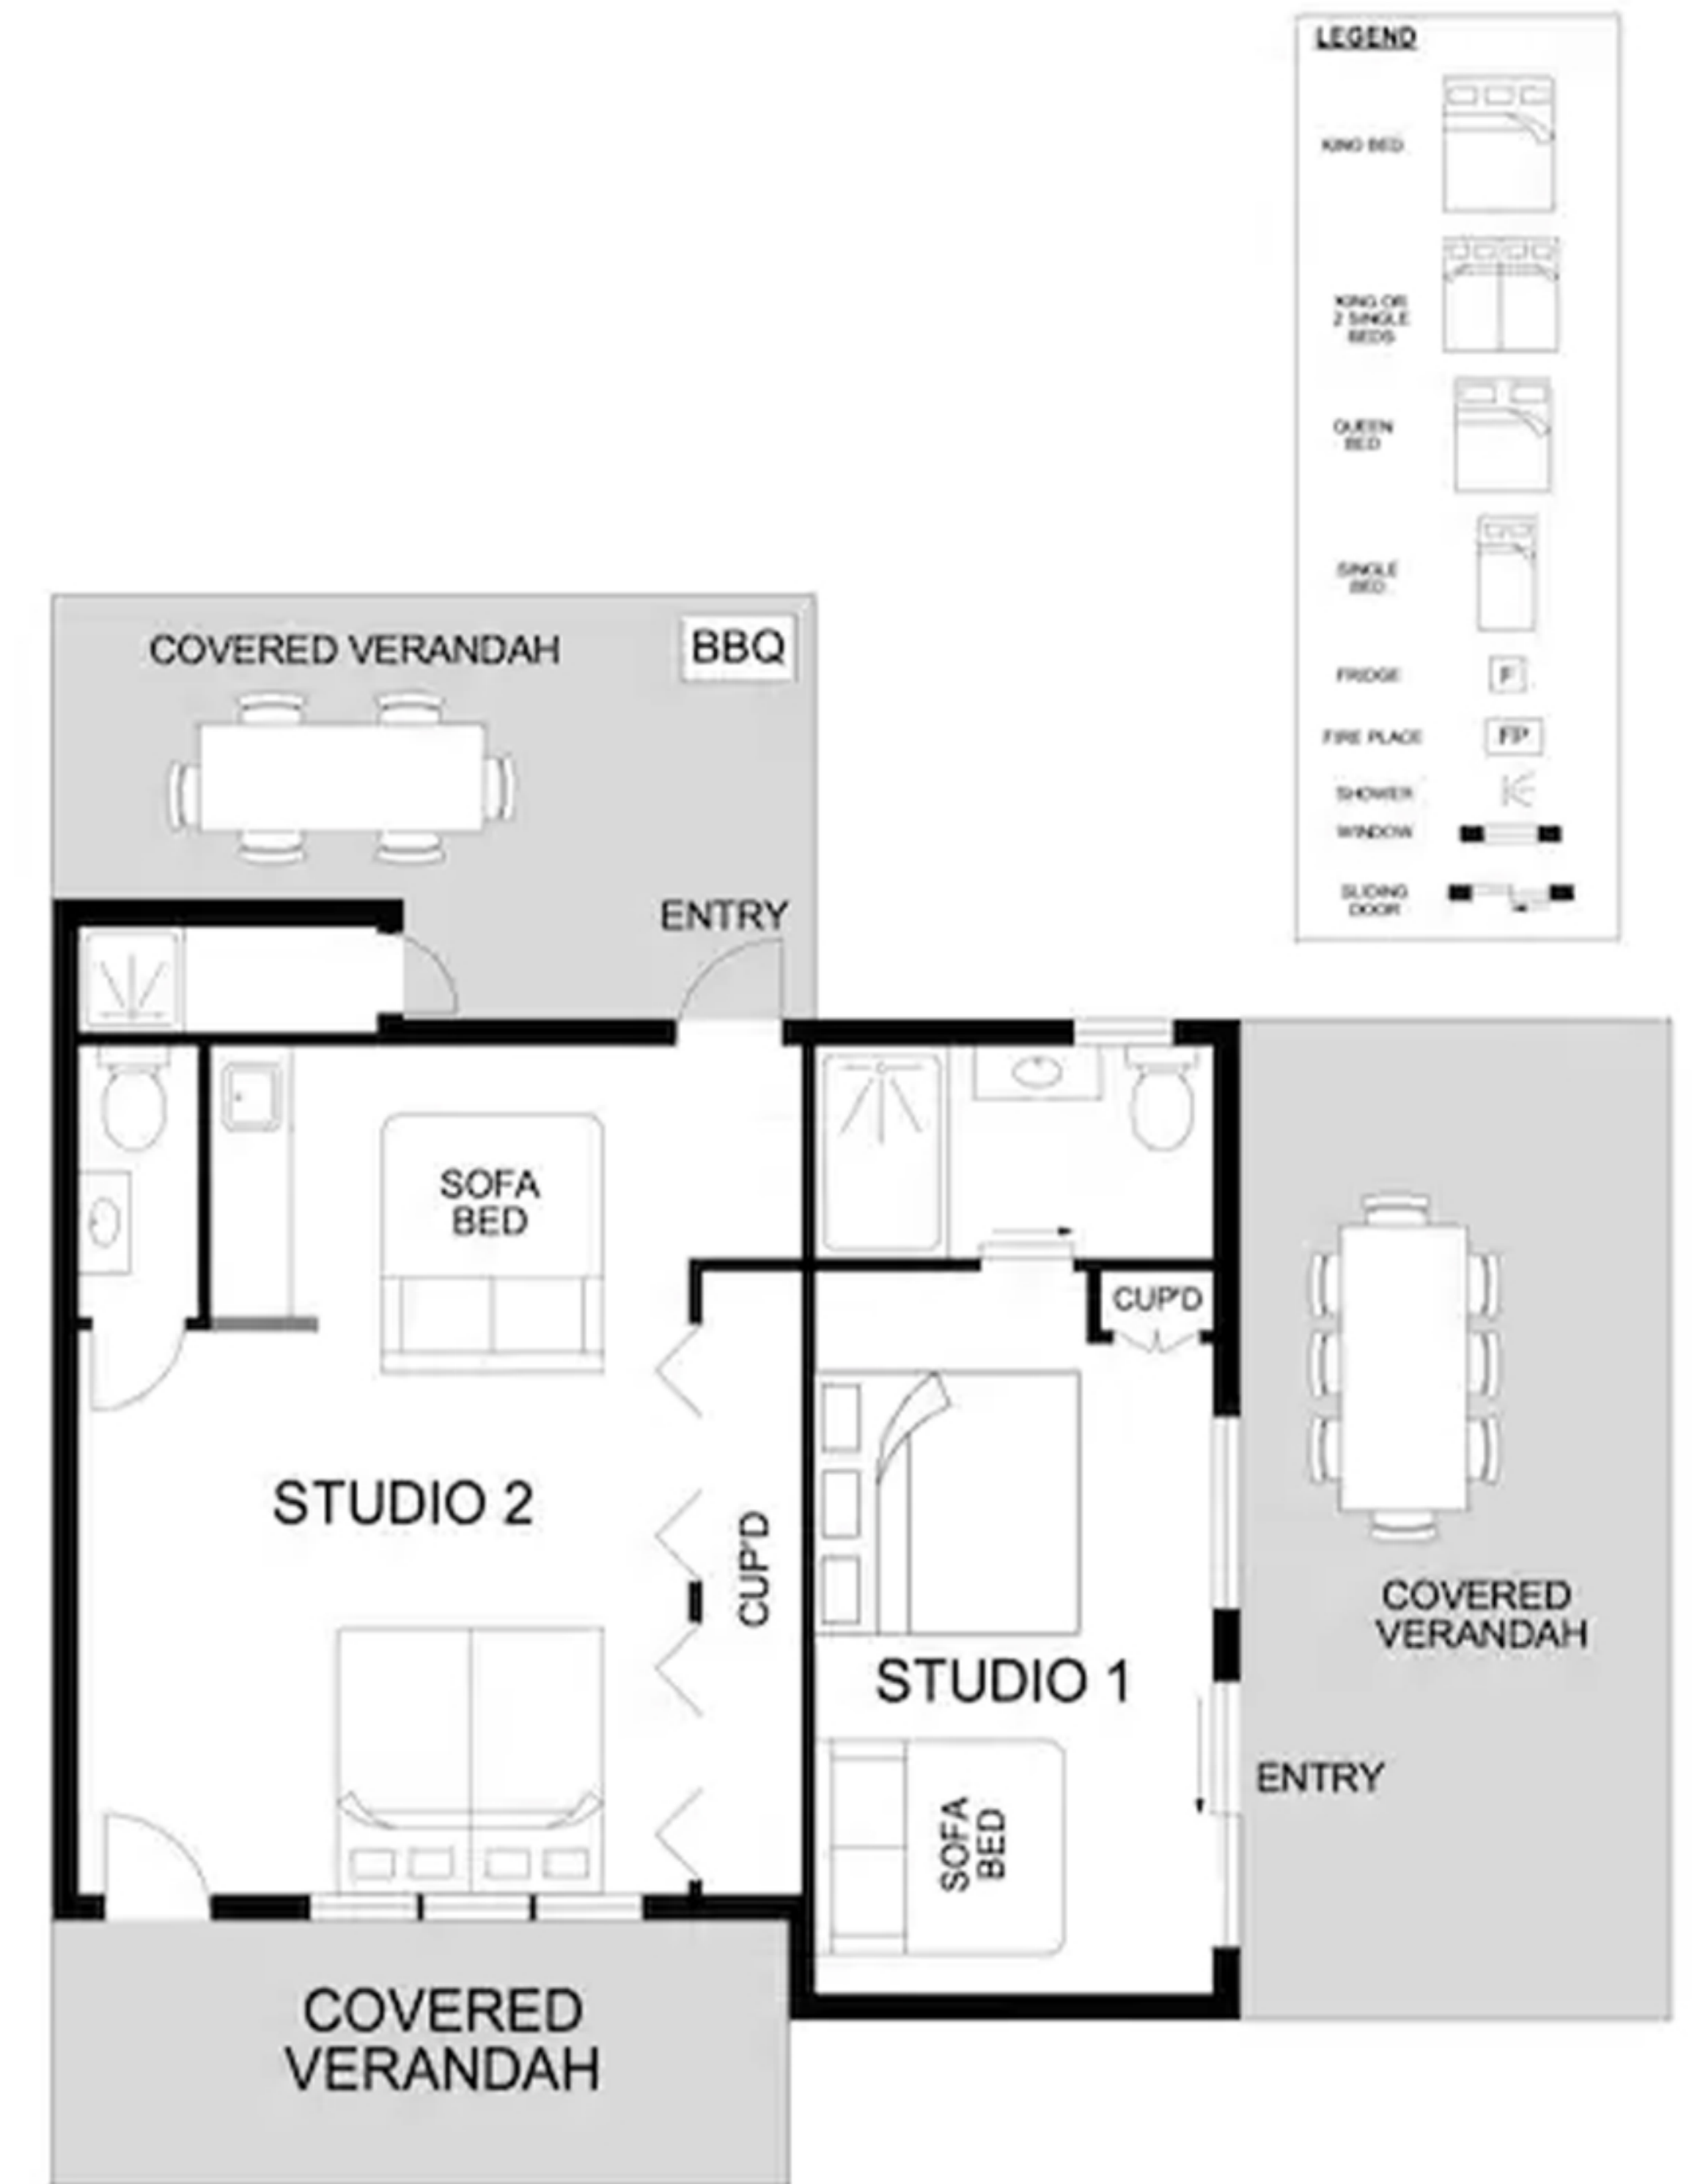 LEGEND
KING BED
KING OR
2 SINGLE
BEDS
QUEEN
BED
SINGLE
BED
FRIDGE
F
FIRE PLACE
FP
SHOWER
WINDOW
SLIDING
DOOR
COVERED VERANDAH
BBQ
ENTRY
SOFA
BED
CUP'D
STUDIO 2
CUP'D
STUDIO 1
COVERED
VERANDAH
ENTRY
SOFA
BED
COVERED
VERANDAH